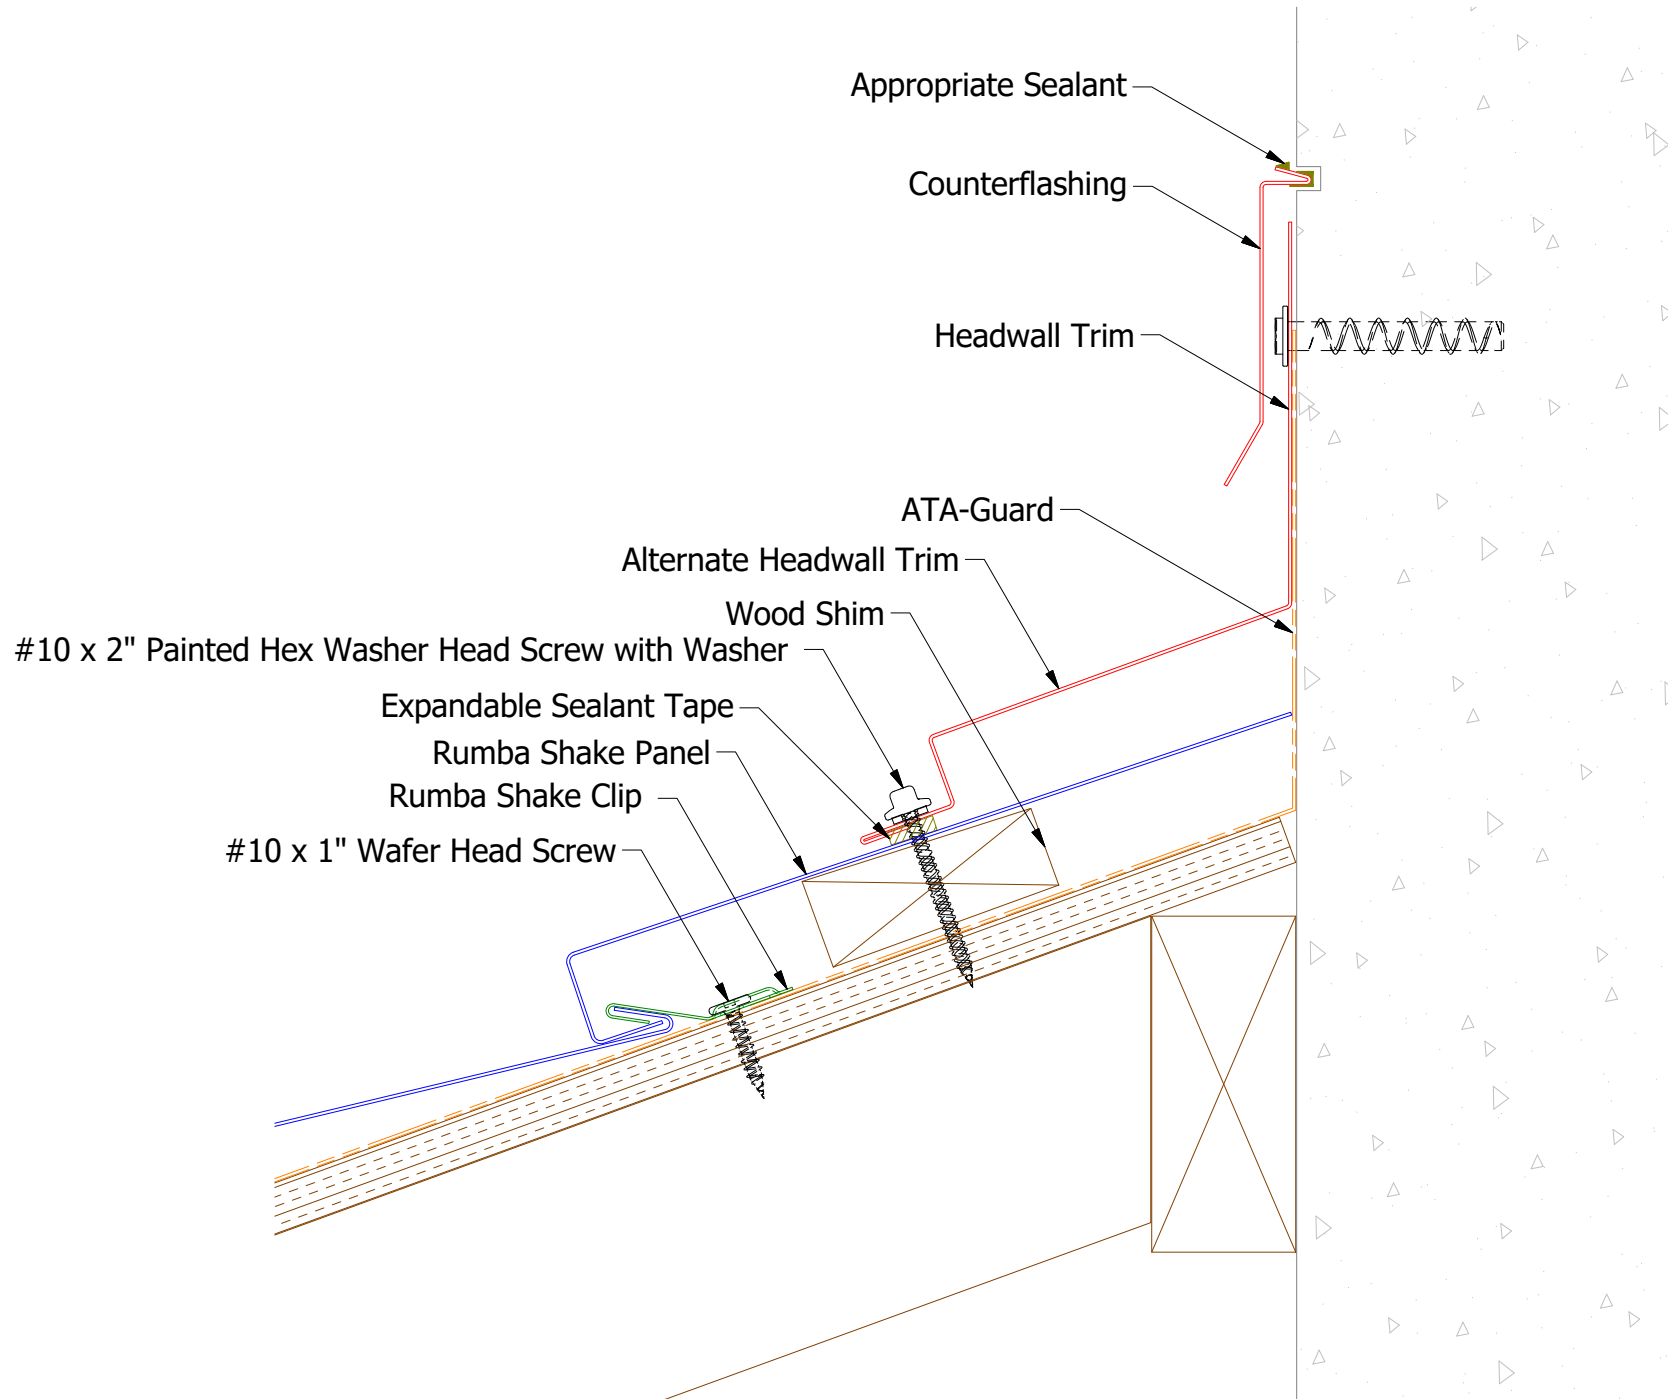 Appropriate Sealant
Counterflashing
Headwall Trim
ATA-Guard
Alternate Headwall Trim
Wood Shim
#10 x 2" Painted Hex Washer Head Screw with Washer
Expandable Sealant Tape
Rumba Shake Panel
Rumba Shake Clip
#10 x 1" Wafer Head Screw